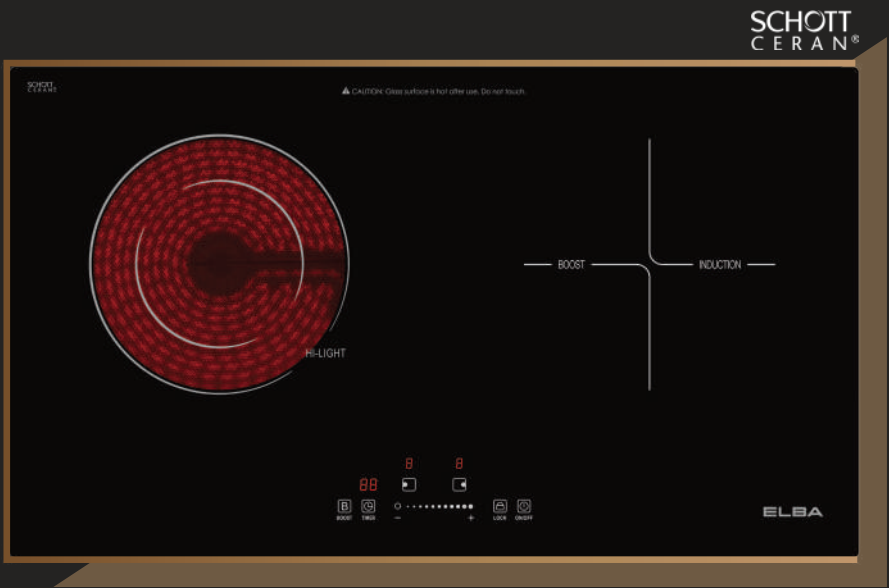 SCHOTT
CERAN®
SCHOTT
CERAN®
CAUTION: Glass surface is hot after use. Do not touch.
BOOST
INDUCTION
HI-LIGHT
8 8
88
B
BOOST TIMER - + LOCK ON/OFF
ELBA